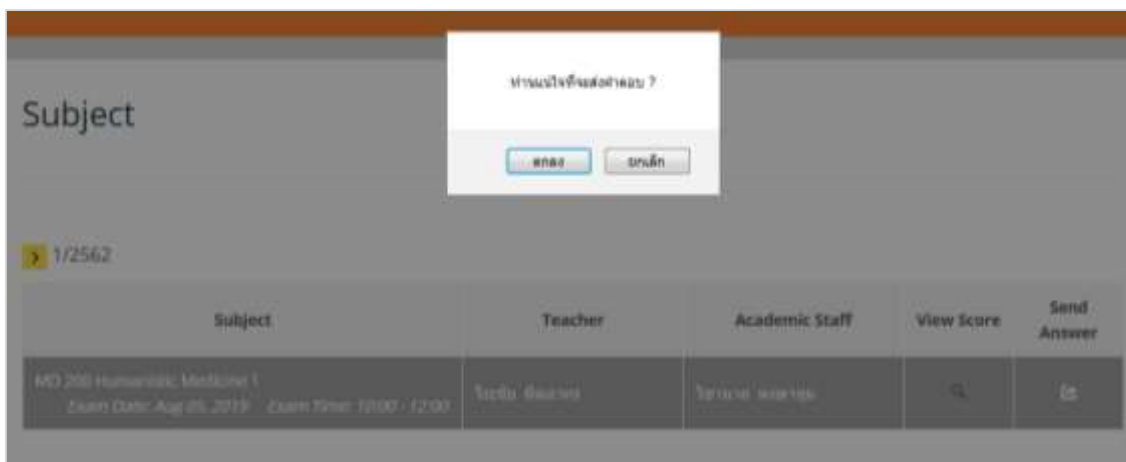 ท่านแน่ใจที่จะส่งคำตอบ ?
ตกลง ยกเลิก
Subject
1/2562
Subject Teacher Academic Staff View Score Send Answer
MD 200 Humanistic Medicine 1
Exam Date: Aug 05, 2019 Exam Time: 10:00 - 12:00